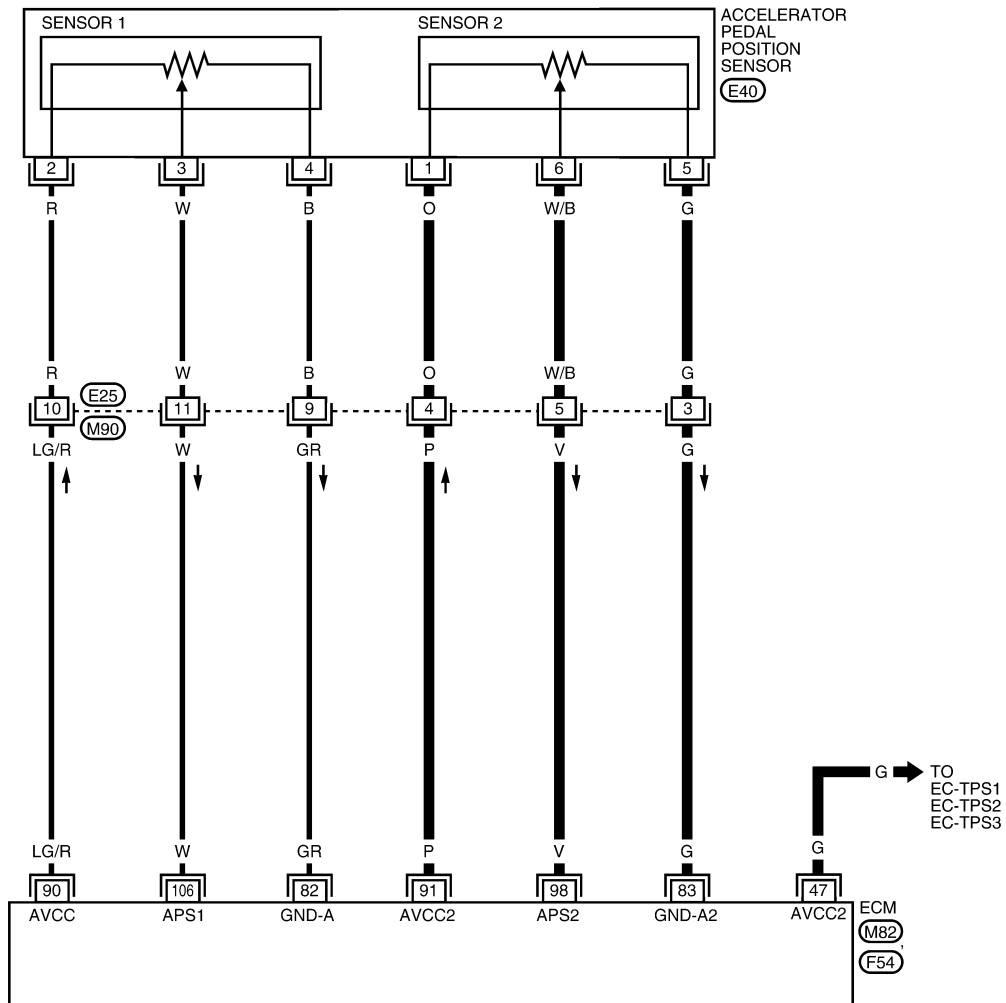 SENSOR 1
SENSOR 2
ACCELERATOR
PEDAL
POSITION
SENSOR
E40
2 3 4 1 6 5
R W B O W/B G
R W B O W/B G
E25
10 11 9 4 5 3
M90
LG/R W GR P V G
G TO
EC-TPS1
EC-TPS2
EC-TPS3
LG/R W GR P V G G
90 106 82 91 98 83 47
AVCC APS1 GND-A AVCC2 APS2 GND-A2 AVCC2
ECM
M82 ,
F54